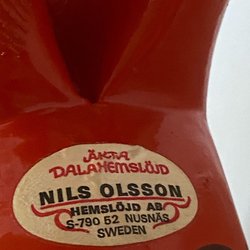 ÄKTA
DALAHEMSLÖJD
NILS OLSSON
HEMSLÖJD AB
S-790 52 NUSNÄS
SWEDEN